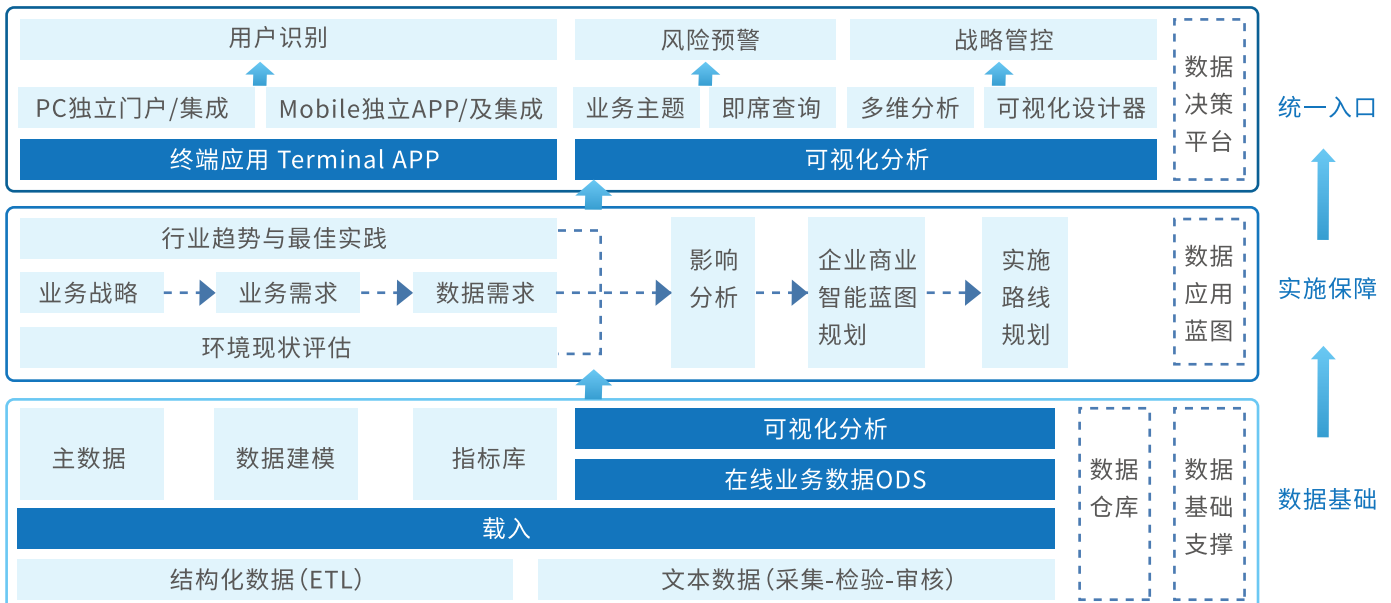 用户识别
风险预警
战略管控
PC独立门户/集成
Mobile独立APP/及集成
业务主题
即席查询
多维分析
可视化设计器
终端应用 Terminal APP
可视化分析
数据
决策
平台
统一入口
行业趋势与最佳实践
业务战略
业务需求
数据需求
环境现状评估
影响
分析
企业商业
智能蓝图
规划
实施
路线
规划
数据
应用
蓝图
实施保障
主数据
数据建模
指标库
可视化分析
在线业务数据ODS
载入
结构化数据(ETL)
文本数据(采集-检验-审核)
数据
仓库
数据
基础
支撑
数据基础